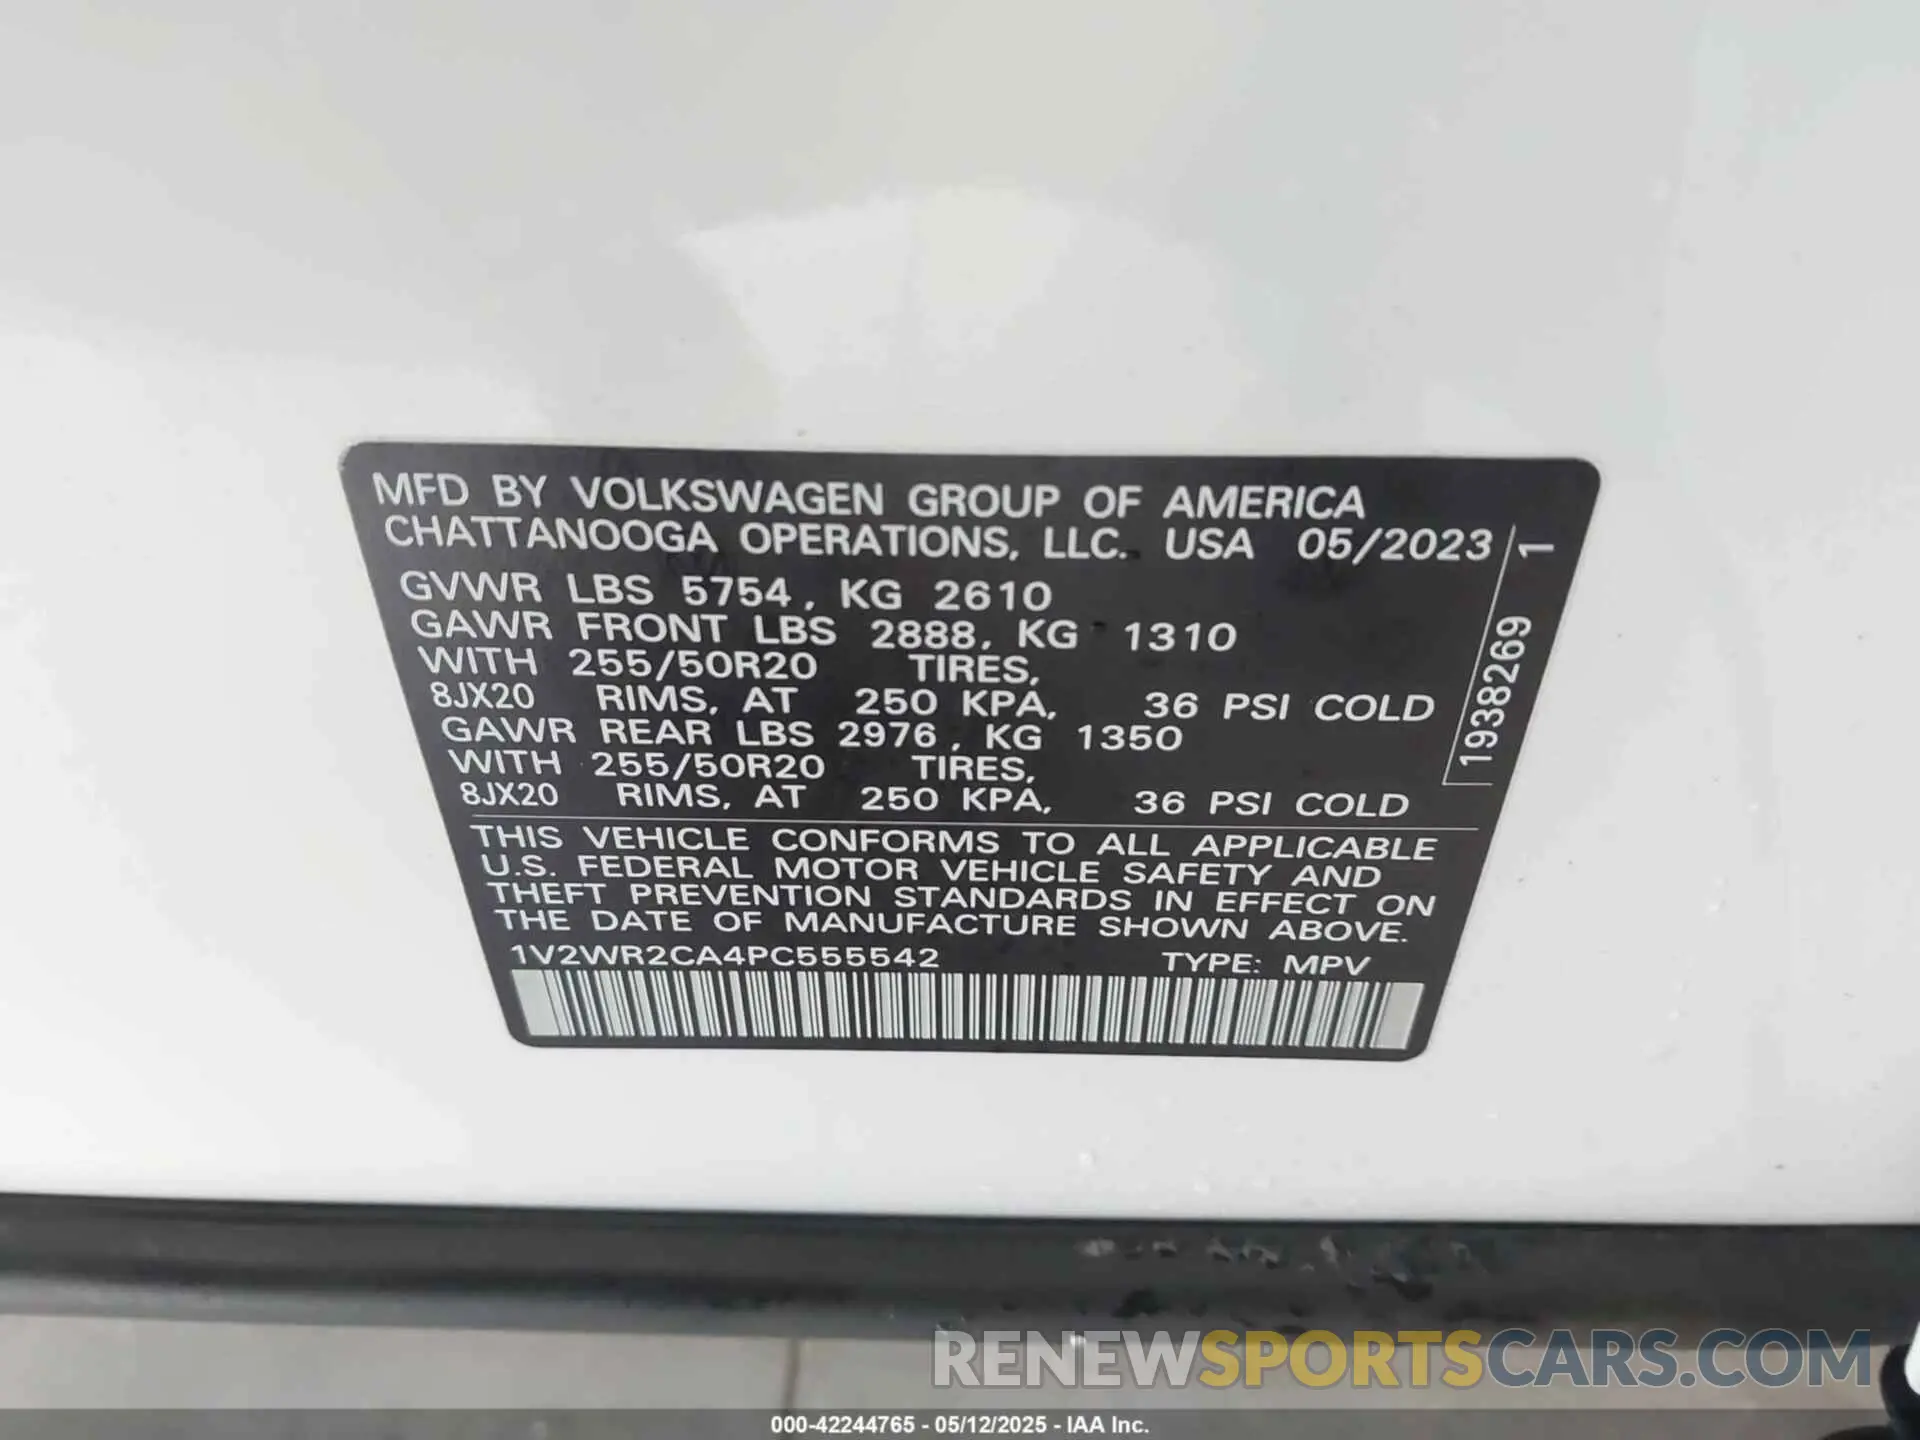 MFD BY VOLKSWAGEN GROUP OF AMERICA
CHATTANOOGA OPERATIONS, LLC. USA 05/2023
GVWR LBS 5754, KG 2610
GAWR FRONT LBS 2888, KG 1310
WITH 255/50R20 TIRES,
8JX20 RIMS, AT 250 KPA, 36 PSI COLD
GAWR REAR LBS 2976, KG 1350
WITH 255/50R20 TIRES,
8JX20 RIMS, AT 250 KPA, 36 PSI COLD
THIS VEHICLE CONFORMS TO ALL APPLICABLE
U.S. FEDERAL MOTOR VEHICLE SAFETY AND
THEFT PREVENTION STANDARDS IN EFFECT ON
THE DATE OF MANUFACTURE SHOWN ABOVE.
1V2WR2CA4PC555542 TYPE: MPV
1938269 1
RENEWSPORTSCARS.COM
000-42244765 - 05/12/2025 - IAA Inc.